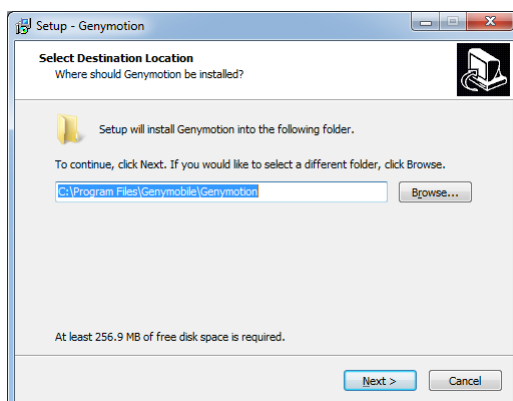 Setup - Genymotion
Select Destination Location
Where should Genymotion be installed?
Setup will install Genymotion into the following folder.
To continue, click Next. If you would like to select a different folder, click Browse.
C:\Program Files\Genymobile\Genymotion
Browse...
At least 256.9 MB of free disk space is required.
Next >
Cancel